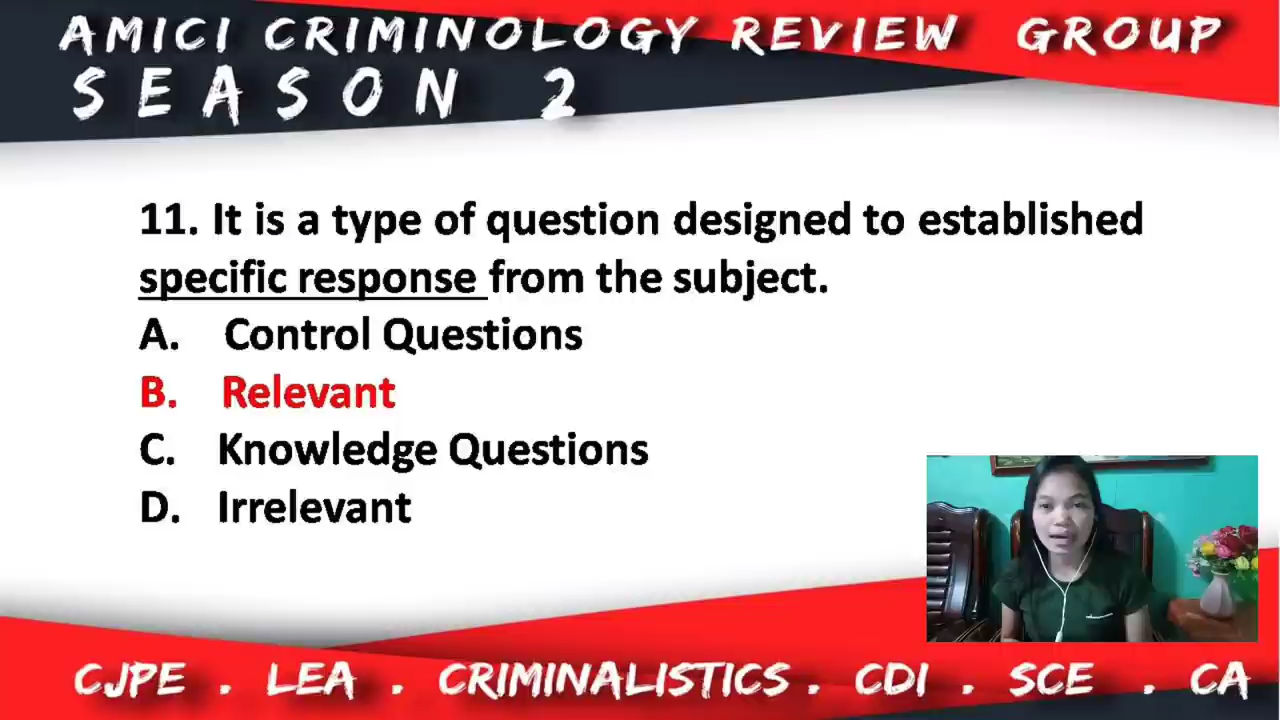 AMICI CRIMINOLOGY REVIEW GROUP
SEASON 2
11. It is a type of question designed to established
specific response from the subject.
A. Control Questions
B. Relevant
C. Knowledge Questions
D. Irrelevant
CJPE . LEA . CRIMINALISTICS . CDI . SCE . CA